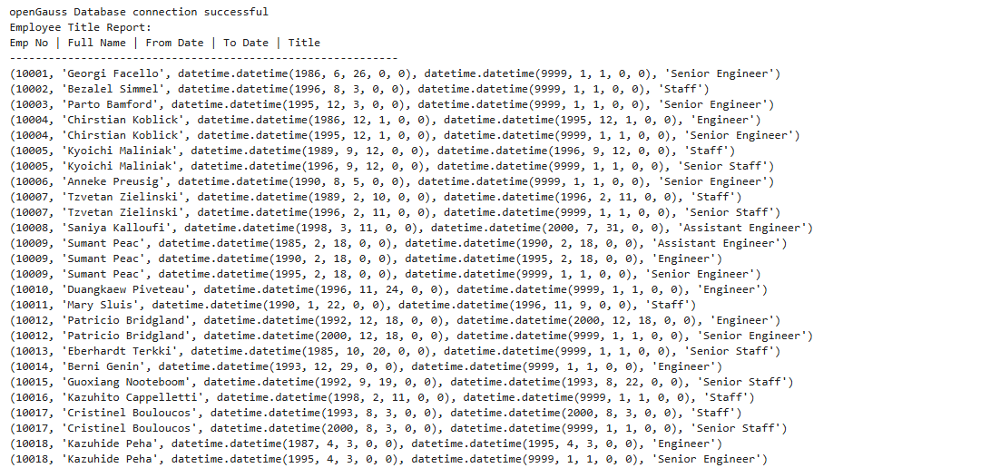 openGauss Database connection successful
Employee Title Report:
Emp No | Full Name | From Date | To Date | Title
------------------------------------------------------------
(10001, 'Georgi Facello', datetime.datetime(1986, 6, 26, 0, 0), datetime.datetime(9999, 1, 1, 0, 0), 'Senior Engineer')
(10002, 'Bezalel Simmel', datetime.datetime(1996, 8, 3, 0, 0), datetime.datetime(9999, 1, 1, 0, 0), 'Staff')
(10003, 'Parto Bamford', datetime.datetime(1995, 12, 3, 0, 0), datetime.datetime(9999, 1, 1, 0, 0), 'Senior Engineer')
(10004, 'Chirstian Koblick', datetime.datetime(1986, 12, 1, 0, 0), datetime.datetime(1995, 12, 1, 0, 0), 'Engineer')
(10004, 'Chirstian Koblick', datetime.datetime(1995, 12, 1, 0, 0), datetime.datetime(9999, 1, 1, 0, 0), 'Senior Engineer')
(10005, 'Kyoichi Maliniak', datetime.datetime(1989, 9, 12, 0, 0), datetime.datetime(1996, 9, 12, 0, 0), 'Staff')
(10005, 'Kyoichi Maliniak', datetime.datetime(1996, 9, 12, 0, 0), datetime.datetime(9999, 1, 1, 0, 0), 'Senior Staff')
(10006, 'Anneke Preusig', datetime.datetime(1990, 8, 5, 0, 0), datetime.datetime(9999, 1, 1, 0, 0), 'Senior Engineer')
(10007, 'Tzvetan Zielinski', datetime.datetime(1989, 2, 10, 0, 0), datetime.datetime(1996, 2, 11, 0, 0), 'Staff')
(10007, 'Tzvetan Zielinski', datetime.datetime(1996, 2, 11, 0, 0), datetime.datetime(9999, 1, 1, 0, 0), 'Senior Staff')
(10008, 'Saniya Kalloufi', datetime.datetime(1998, 3, 11, 0, 0), datetime.datetime(2000, 7, 31, 0, 0), 'Assistant Engineer')
(10009, 'Sumant Peac', datetime.datetime(1985, 2, 18, 0, 0), datetime.datetime(1990, 2, 18, 0, 0), 'Assistant Engineer')
(10009, 'Sumant Peac', datetime.datetime(1990, 2, 18, 0, 0), datetime.datetime(1995, 2, 18, 0, 0), 'Engineer')
(10009, 'Sumant Peac', datetime.datetime(1995, 2, 18, 0, 0), datetime.datetime(9999, 1, 1, 0, 0), 'Senior Engineer')
(10010, 'Duangkaew Piveteau', datetime.datetime(1996, 11, 24, 0, 0), datetime.datetime(9999, 1, 1, 0, 0), 'Engineer')
(10011, 'Mary Sluis', datetime.datetime(1990, 1, 22, 0, 0), datetime.datetime(1996, 11, 9, 0, 0), 'Staff')
(10012, 'Patricio Bridgland', datetime.datetime(1992, 12, 18, 0, 0), datetime.datetime(2000, 12, 18, 0, 0), 'Engineer')
(10012, 'Patricio Bridgland', datetime.datetime(2000, 12, 18, 0, 0), datetime.datetime(9999, 1, 1, 0, 0), 'Senior Engineer')
(10013, 'Eberhardt Terkki', datetime.datetime(1985, 10, 20, 0, 0), datetime.datetime(9999, 1, 1, 0, 0), 'Senior Staff')
(10014, 'Berni Genin', datetime.datetime(1993, 12, 29, 0, 0), datetime.datetime(9999, 1, 1, 0, 0), 'Engineer')
(10015, 'Guoxiang Nooteboom', datetime.datetime(1992, 9, 19, 0, 0), datetime.datetime(1993, 8, 22, 0, 0), 'Senior Staff')
(10016, 'Kazuhito Cappelletti', datetime.datetime(1998, 2, 11, 0, 0), datetime.datetime(9999, 1, 1, 0, 0), 'Staff')
(10017, 'Cristinel Bouloucos', datetime.datetime(1993, 8, 3, 0, 0), datetime.datetime(2000, 8, 3, 0, 0), 'Staff')
(10017, 'Cristinel Bouloucos', datetime.datetime(2000, 8, 3, 0, 0), datetime.datetime(9999, 1, 1, 0, 0), 'Senior Staff')
(10018, 'Kazuhide Peha', datetime.datetime(1987, 4, 3, 0, 0), datetime.datetime(1995, 4, 3, 0, 0), 'Engineer')
(10018, 'Kazuhide Peha', datetime.datetime(1995, 4, 3, 0, 0), datetime.datetime(9999, 1, 1, 0, 0), 'Senior Engineer')